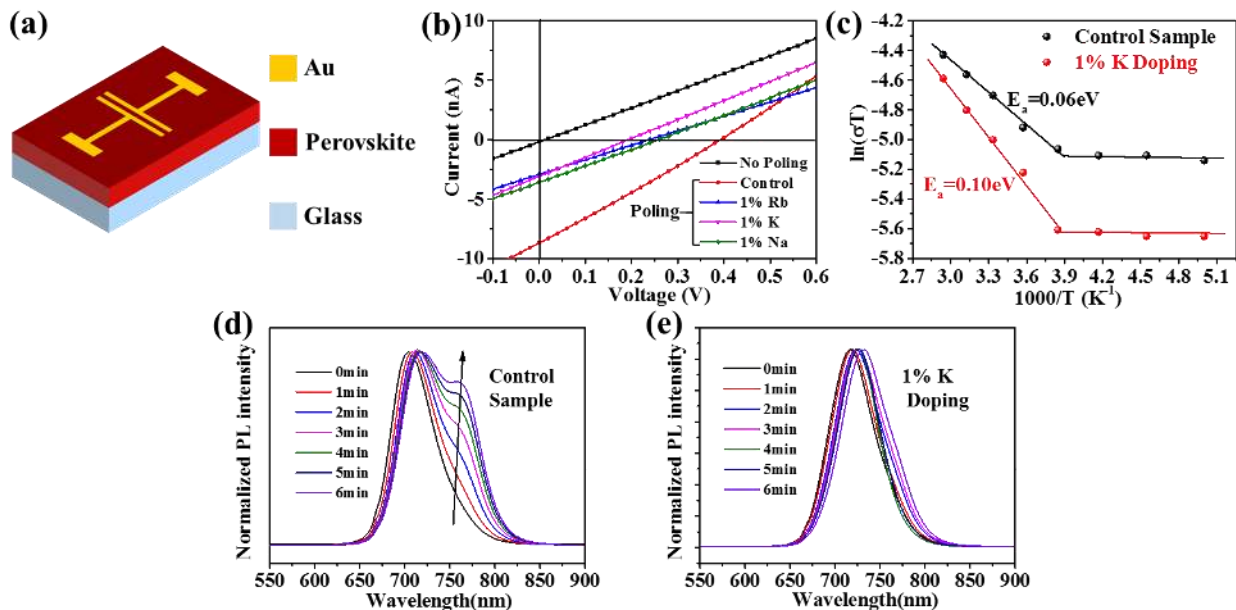 (a)
Au
Perovskite
Glass
(b)
Current (nA)
10
5
0
-5
-10
-0.1 0.0 0.1 0.2 0.3 0.4 0.5 0.6
Voltage (V)
No Poling
Control
1% Rb
Poling
1% K
1% Na
(c)
ln(σT)
-4.2
-4.4
-4.6
-4.8
-5.0
-5.2
-5.4
-5.6
-5.8
2.7 3.0 3.3 3.6 3.9 4.2 4.5 4.8 5.1
1000/T (K⁻¹)
Control Sample
1% K Doping
Eₐ=0.06eV
Eₐ=0.10eV
(d)
Normalized PL intensity
0min
1min
2min
3min
4min
5min
6min
Control
Sample
550 600 650 700 750 800 850 900
Wavelength(nm)
(e)
Normalized PL intensity
0min
1min
2min
3min
4min
5min
6min
1% K
Doping
550 600 650 700 750 800 850 900
Wavelength(nm)